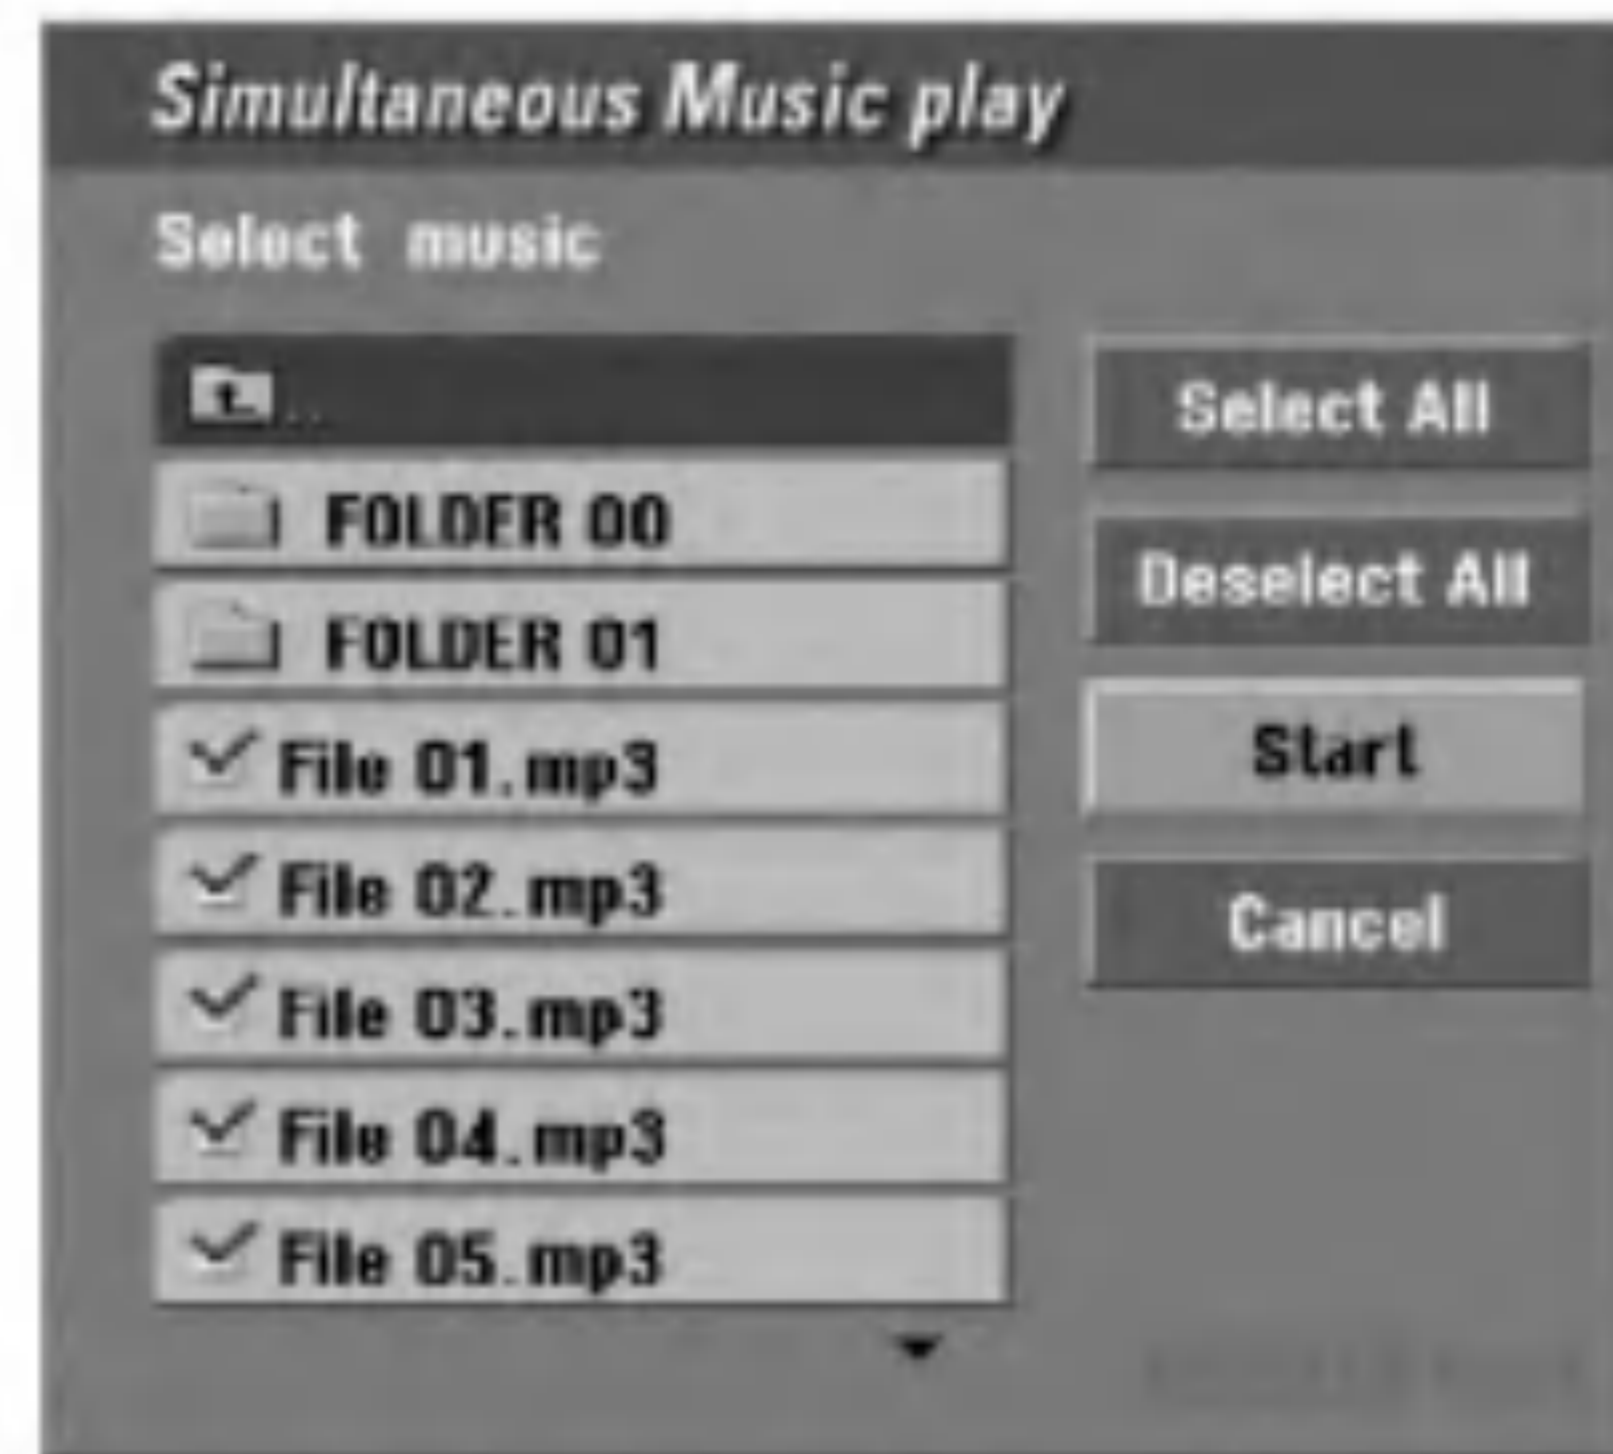 Simultaneous Music play
Select music
..
FOLDER 00
FOLDER 01
File 01.mp3
File 02.mp3
File 03.mp3
File 04.mp3
File 05.mp3
Select All
Deselect All
Start
Cancel